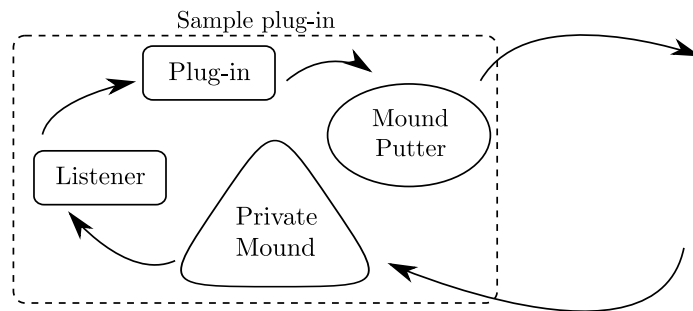 Sample plug-in
Plug-in
Mound
Putter
Listener
Private
Mound